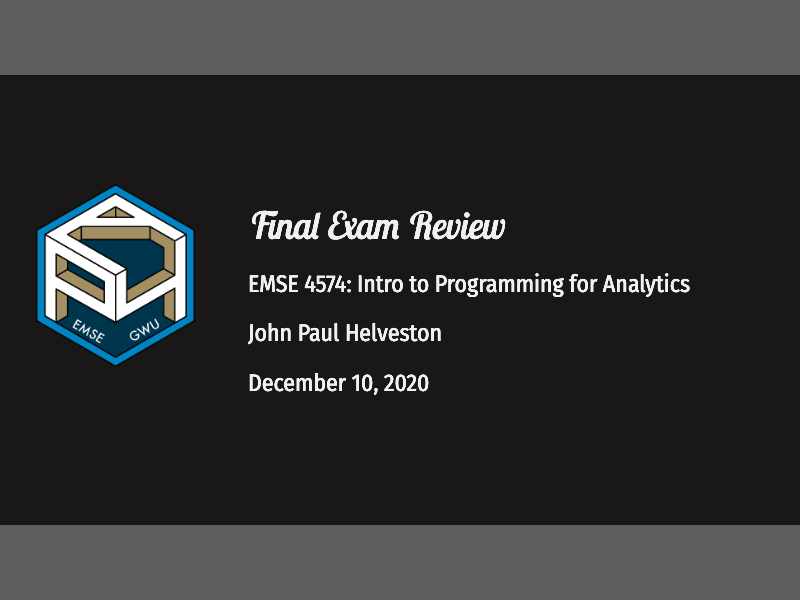 Final Exam Review
EMSE 4574: Intro to Programming for Analytics
John Paul Helveston
December 10, 2020
EMSE GWU